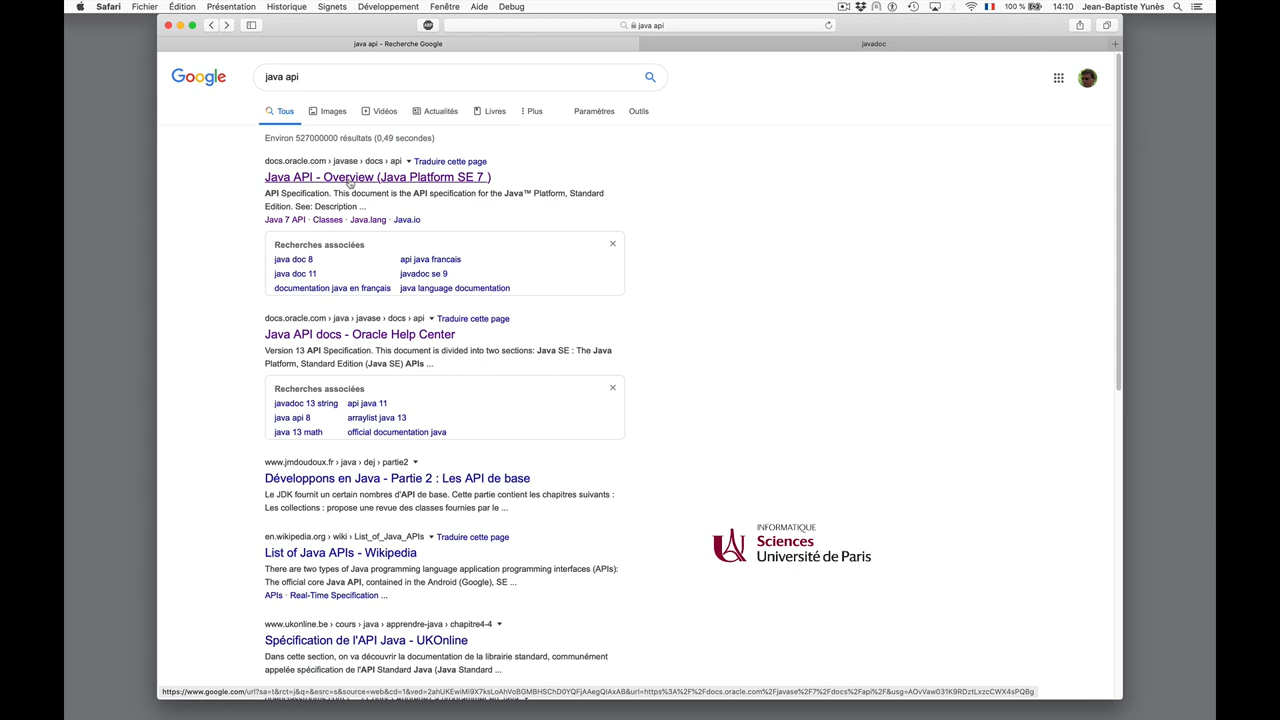 Safari Fichier Édition Présentation Historique Signets Développement Fenêtre Aide Debug 100 % 14:10 Jean-Baptiste Yunès
ABP java api
java api - Recherche Google javadoc
Google java api
Tous Images Vidéos Actualités Livres Plus Paramètres Outils
Environ 527000000 résultats (0,49 secondes)
docs.oracle.com › javase › docs › api Traduire cette page
Java API - Overview (Java Platform SE 7 )
API Specification. This document is the API specification for the Java™ Platform, Standard
Edition. See: Description ...
Java 7 API · Classes · Java.lang · Java.io
Recherches associées
java doc 8 api java francais
java doc 11 javadoc se 9
documentation java en français java language documentation
docs.oracle.com › java › javase › docs › api Traduire cette page
Java API docs - Oracle Help Center
Version 13 API Specification. This document is divided into two sections: Java SE : The Java
Platform, Standard Edition (Java SE) APIs ...
Recherches associées
javadoc 13 string api java 11
java api 8 arraylist java 13
java 13 math official documentation java
www.jmdoudoux.fr › java › dej › partie2
Développons en Java - Partie 2 : Les API de base
Le JDK fournit un certain nombres d'API de base. Cette partie contient les chapitres suivants :
Les collections : propose une revue des classes fournies par le ...
en.wikipedia.org › wiki › List_of_Java_APIs Traduire cette page
List of Java APIs - Wikipedia
There are two types of Java programming language application programming interfaces (APIs):
The official core Java API, contained in the Android (Google), SE ...
APIs · Real-Time Specification ...
INFORMATIQUE
Sciences
Université de Paris
www.ukonline.be › cours › java › apprendre-java › chapitre4-4
Spécification de l'API Java - UKOnline
Dans cette section, on va découvrir la documentation de la librairie standard, communément
appelée spécification de l'API Standard Java (Java Standard ...